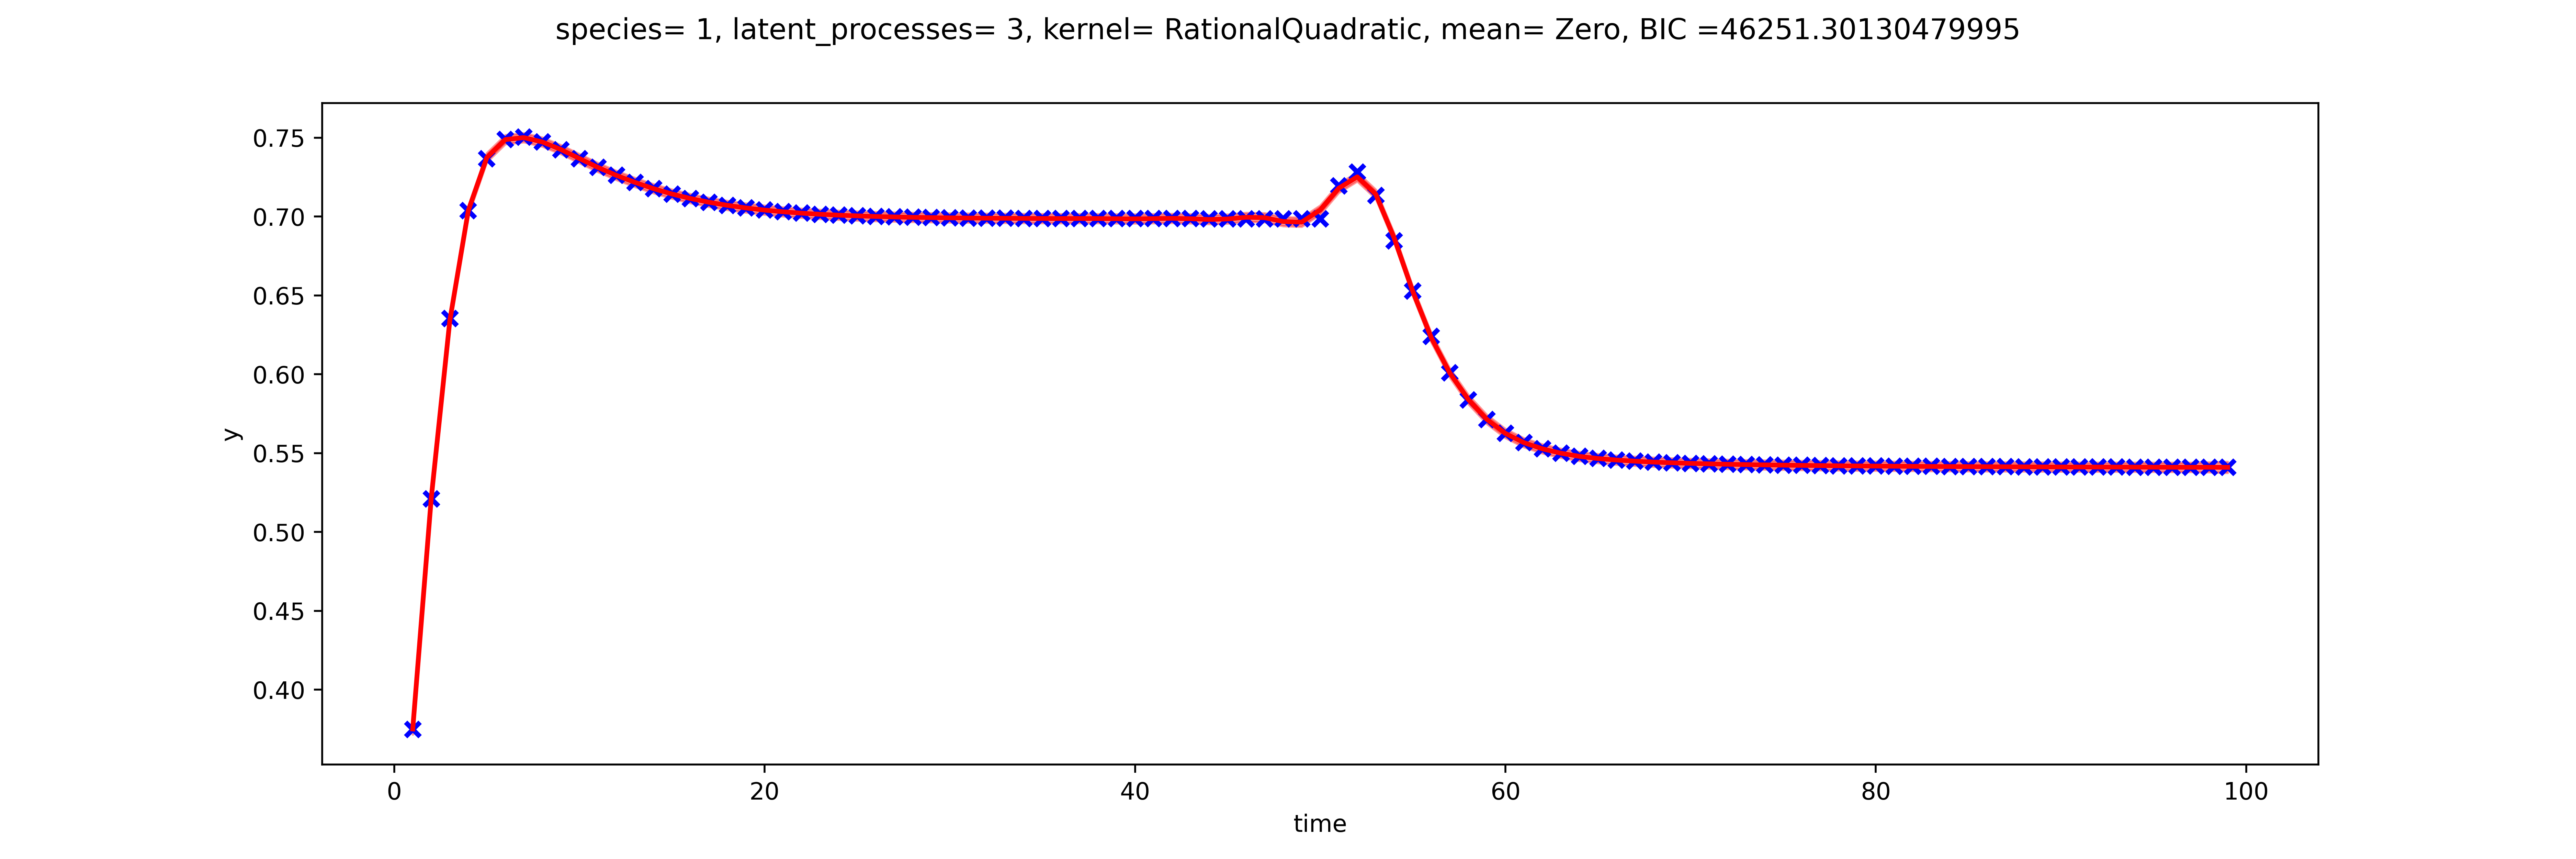 species= 1, latent_processes= 3, kernel= RationalQuadratic, mean= Zero, BIC =46251.30130479995
0.75
0.70
0.65
0.60
0.55
0.50
0.45
0.40
y
0 20 40 60 80 100
time